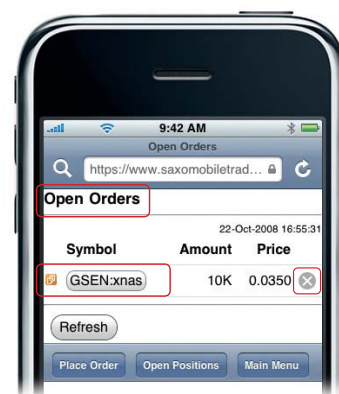 9:42 AM
Open Orders
https://www.saxomobiletrad...
Open Orders
22-Oct-2008 16:55:31
Symbol Amount Price
GSEN:xnas 10K 0.0350
Refresh
Place Order Open Positions Main Menu